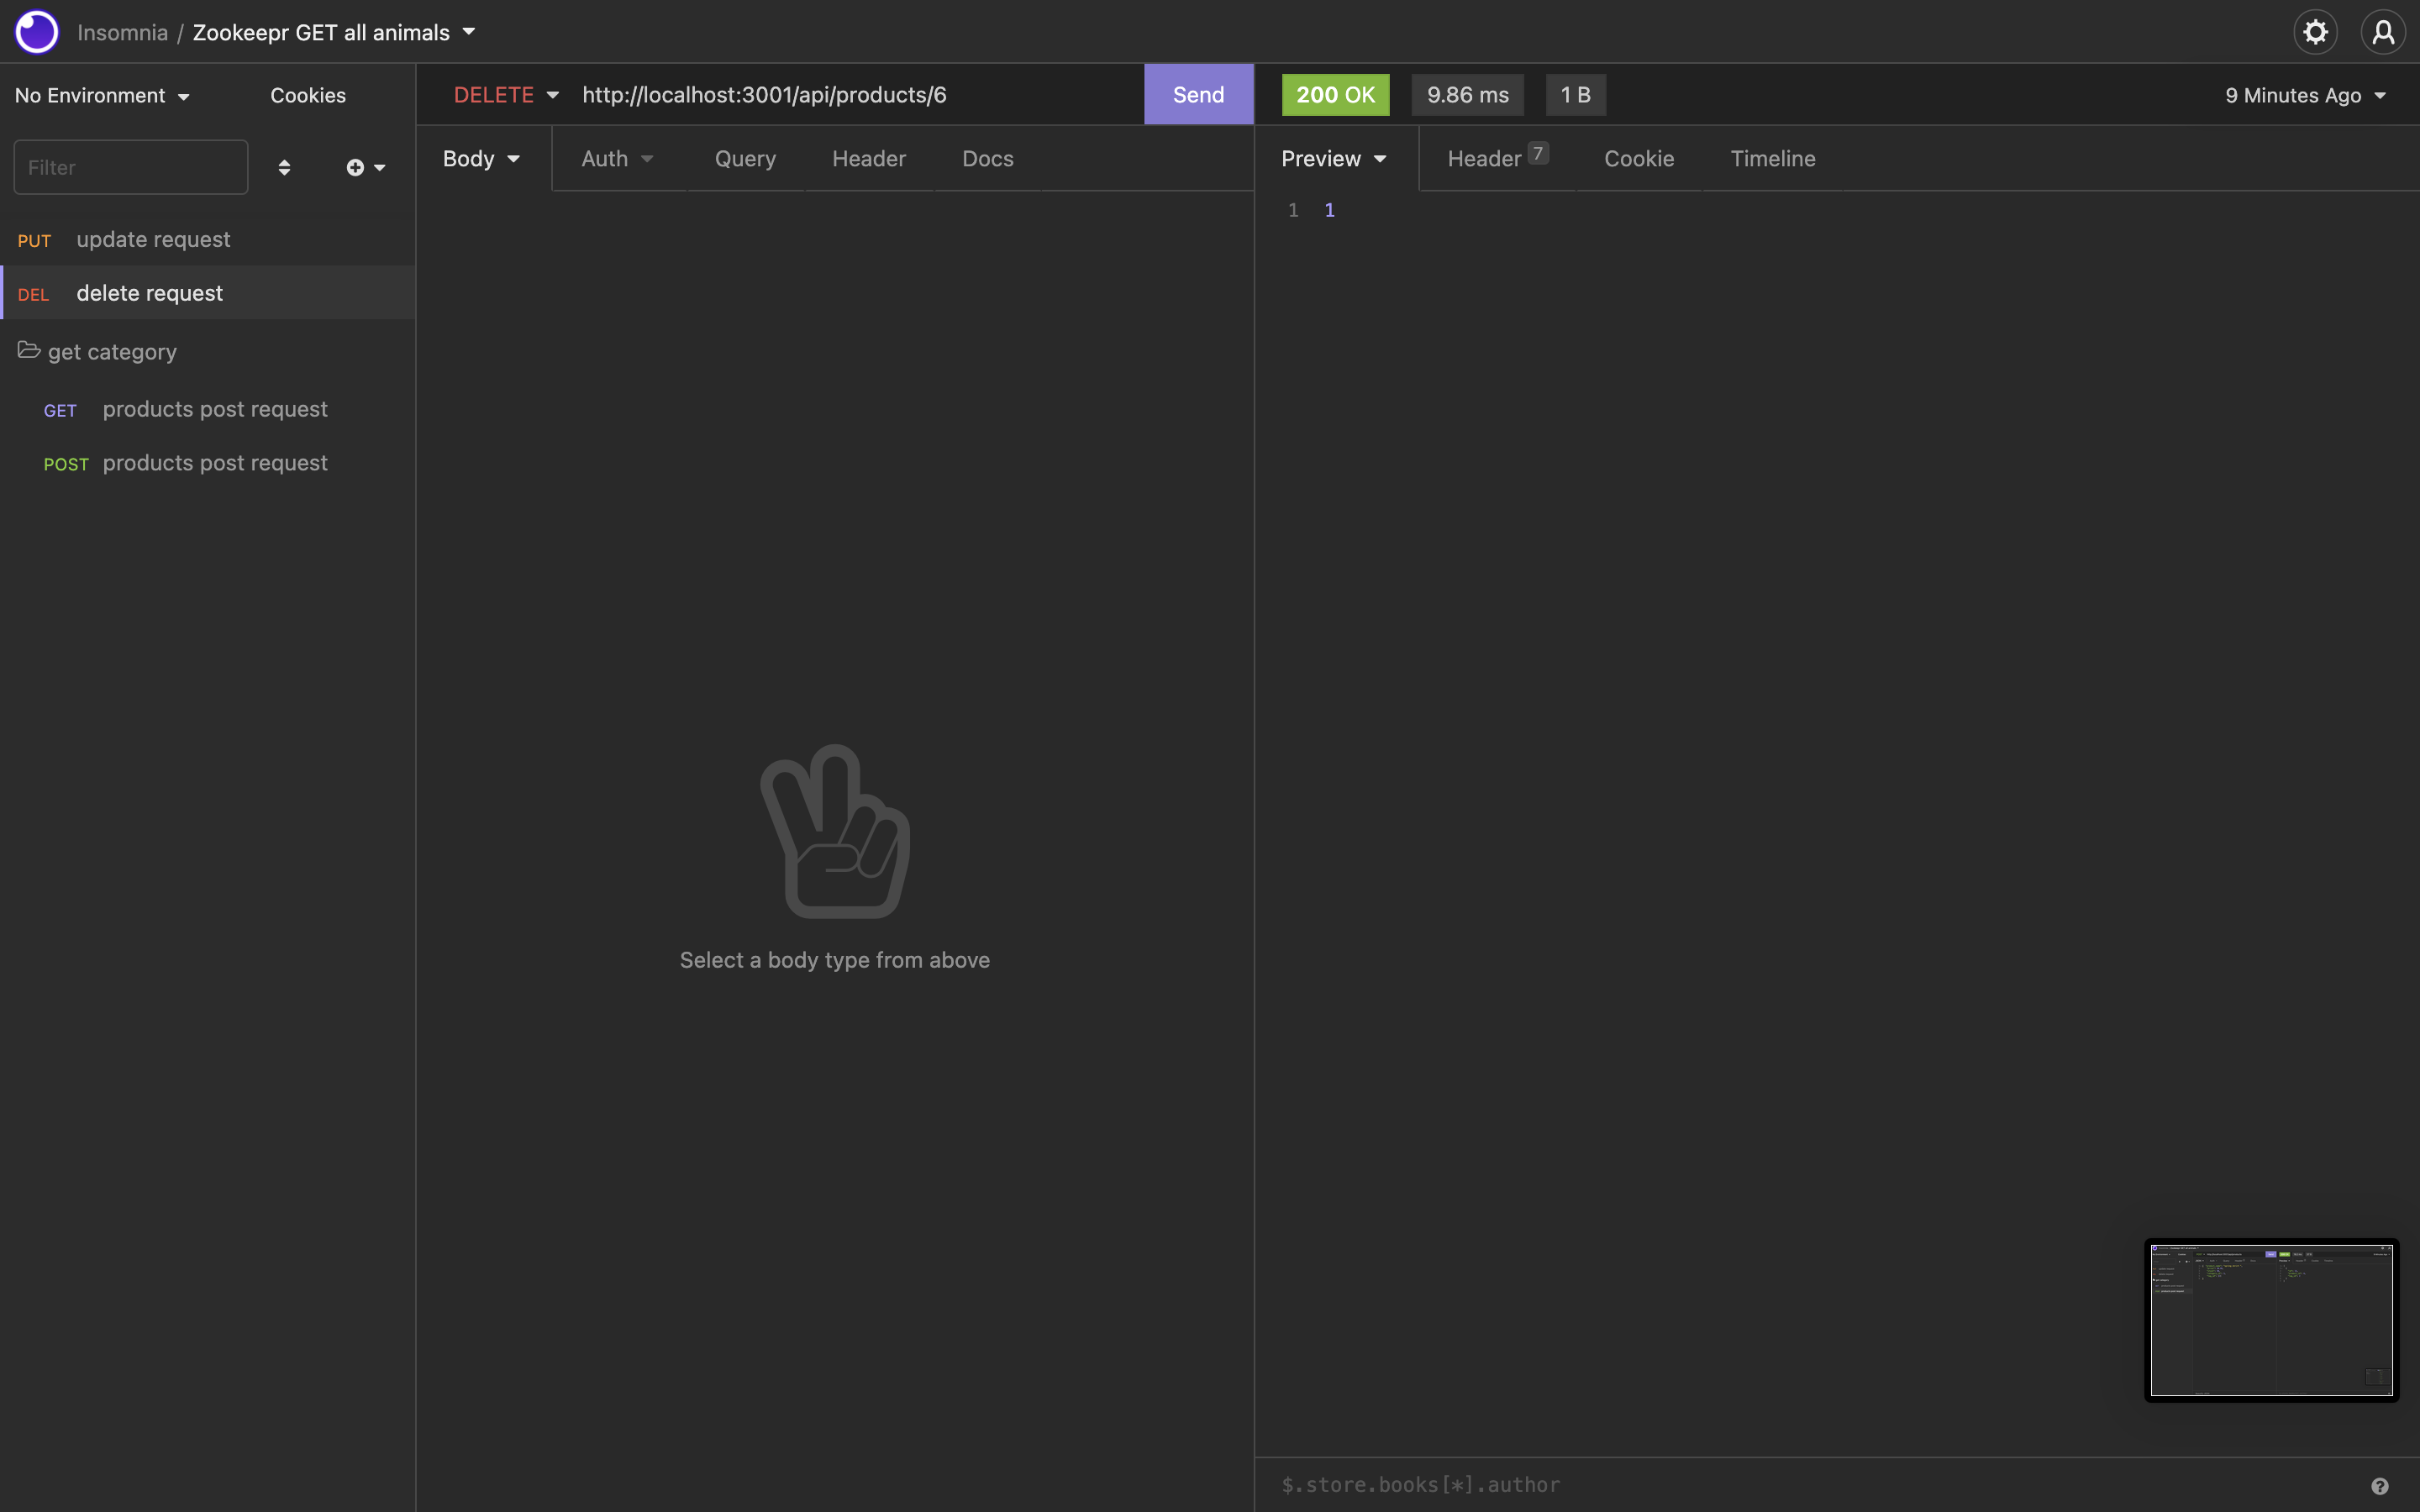 Insomnia / Zookeepr GET all animals
No Environment Cookies
DELETE http://localhost:3001/api/products/6 Send
200 OK 9.86 ms 1 B 9 Minutes Ago
Filter
Body Auth Query Header Docs
Preview Header 7 Cookie Timeline
1 1
PUT update request
DEL delete request
get category
GET products post request
POST products post request
Select a body type from above
$.store.books[*].author